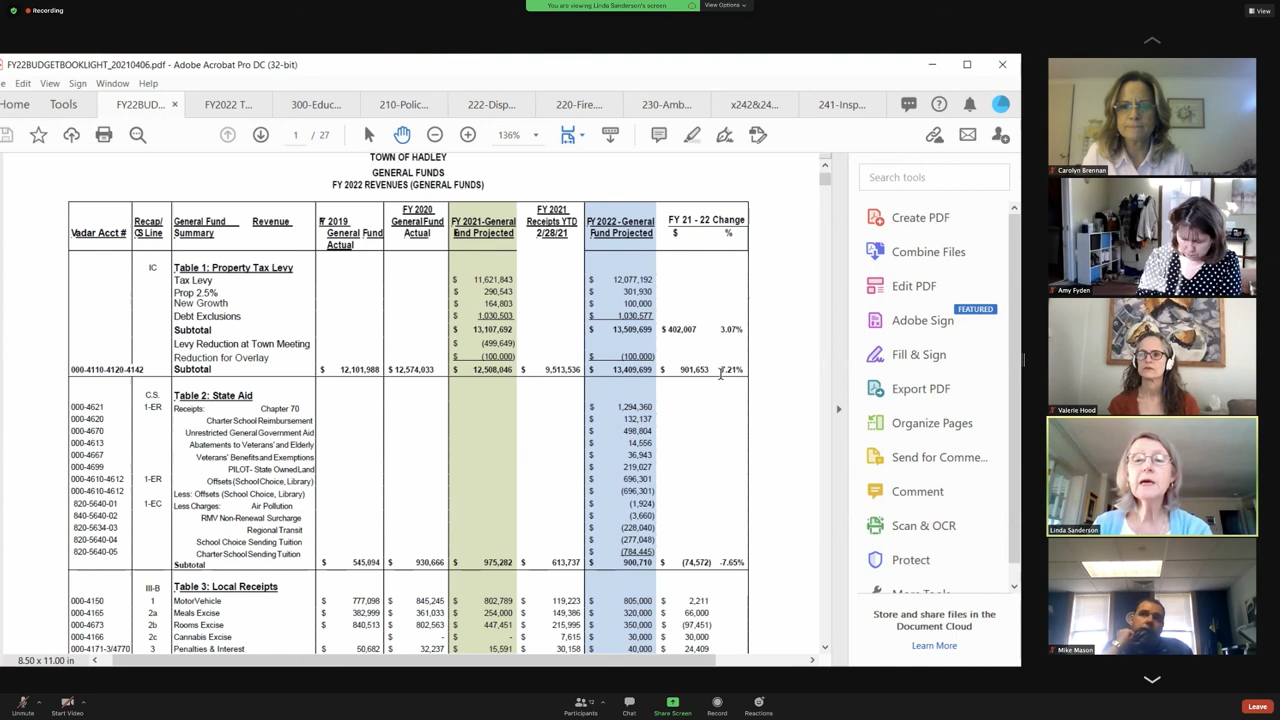 Recording
You are viewing Linda Sanderson's screen
View Options
View
FY22BUDGETBOOKLIGHT_20210406.pdf - Adobe Acrobat Pro DC (32-bit)
Edit View Sign Window Help
Home Tools FY22BUD... × FY2022 T... 300-Educ... 210-Polic... 222-Disp... 220-Fire.... 230-Amb... x242&24... 241-Insp...
1 / 27 136%
TOWN OF HADLEY
GENERAL FUNDS
FY 2022 REVENUES (GENERAL FUNDS)
Vadar Acct # Recap/ CS Line General Fund Revenue Summary FY 2019 General Fund Actual FY 2020 General Fund Actual FY 2021-General Fund Projected FY 2021 Receipts YTD 2/28/21 FY 2022 - General Fund Projected FY 21 - 22 Change $ %
IC Table 1: Property Tax Levy
Tax Levy $ 11,621,843 $ 12,077,192
Prop 2.5% $ 290,543 $ 301,930
New Growth $ 164,803 $ 100,000
Debt Exclusions $ 1,030,503 $ 1,030,577
Subtotal $ 13,107,692 $ 13,509,699 $ 402,007 3.07%
Levy Reduction at Town Meeting $ (499,649)
Reduction for Overlay $ (100,000) $ (100,000)
000-4110-4120-4142 Subtotal $ 12,101,988 $ 12,574,033 $ 12,508,046 $ 9,513,536 $ 13,409,699 $ 901,653 7.21%
C.S. Table 2: State Aid
000-4621 1-ER Receipts: Chapter 70 $ 1,294,360
000-4620 Charter School Reimbursement $ 132,137
000-4670 Unrestricted General Government Aid $ 498,804
000-4613 Abatements to Veterans' and Elderly $ 14,556
000-4667 Veterans' Benefits and Exemptions $ 36,943
000-4699 PILOT- State Owned Land $ 219,027
000-4610-4612 1-ER Offsets (School Choice, Library) $ 696,301
000-4610-4612 Less: Offsets (School Choice, Library) $ (696,301)
820-5640-01 1-EC Less Charges: Air Pollution $ (1,924)
840-5640-02 RMV Non-Renewal Surcharge $ (3,660)
820-5634-03 Regional Transit $ (228,040)
820-5640-04 School Choice Sending Tuition $ (277,048)
820-5640-05 Charter School Sending Tuition $ (784,445)
Subtotal $ 545,094 $ 930,666 $ 975,282 $ 613,737 $ 900,710 $ (74,572) -7.65%
III-B Table 3: Local Receipts
000-4150 1 Motor Vehicle $ 777,098 $ 845,245 $ 802,789 $ 119,223 $ 805,000 $ 2,211
000-4165 2a Meals Excise $ 382,999 $ 361,033 $ 254,000 $ 149,386 $ 320,000 $ 66,000
000-4673 2b Rooms Excise $ 840,513 $ 802,563 $ 447,451 $ 215,995 $ 350,000 $ (97,451)
000-4166 2c Cannabis Excise $ - $ - $ 7,615 $ 30,000 $ 30,000
000-4171-3/4770 3 Penalties & Interest $ 50,682 $ 32,237 $ 15,591 $ 30,158 $ 40,000 $ 24,409
8.50 x 11.00 in
Search tools
Create PDF
Combine Files
Edit PDF
FEATURED
Adobe Sign
Fill & Sign
Export PDF
Organize Pages
Send for Comme...
Comment
Scan & OCR
Protect
More Tools
Store and share files in the
Document Cloud
Learn More
Carolyn Brennan
Amy Fyden
Valerie Hood
Linda Sanderson
Mike Mason
Unmute Start Video Participants 12 Chat Share Screen Record Reactions Leave